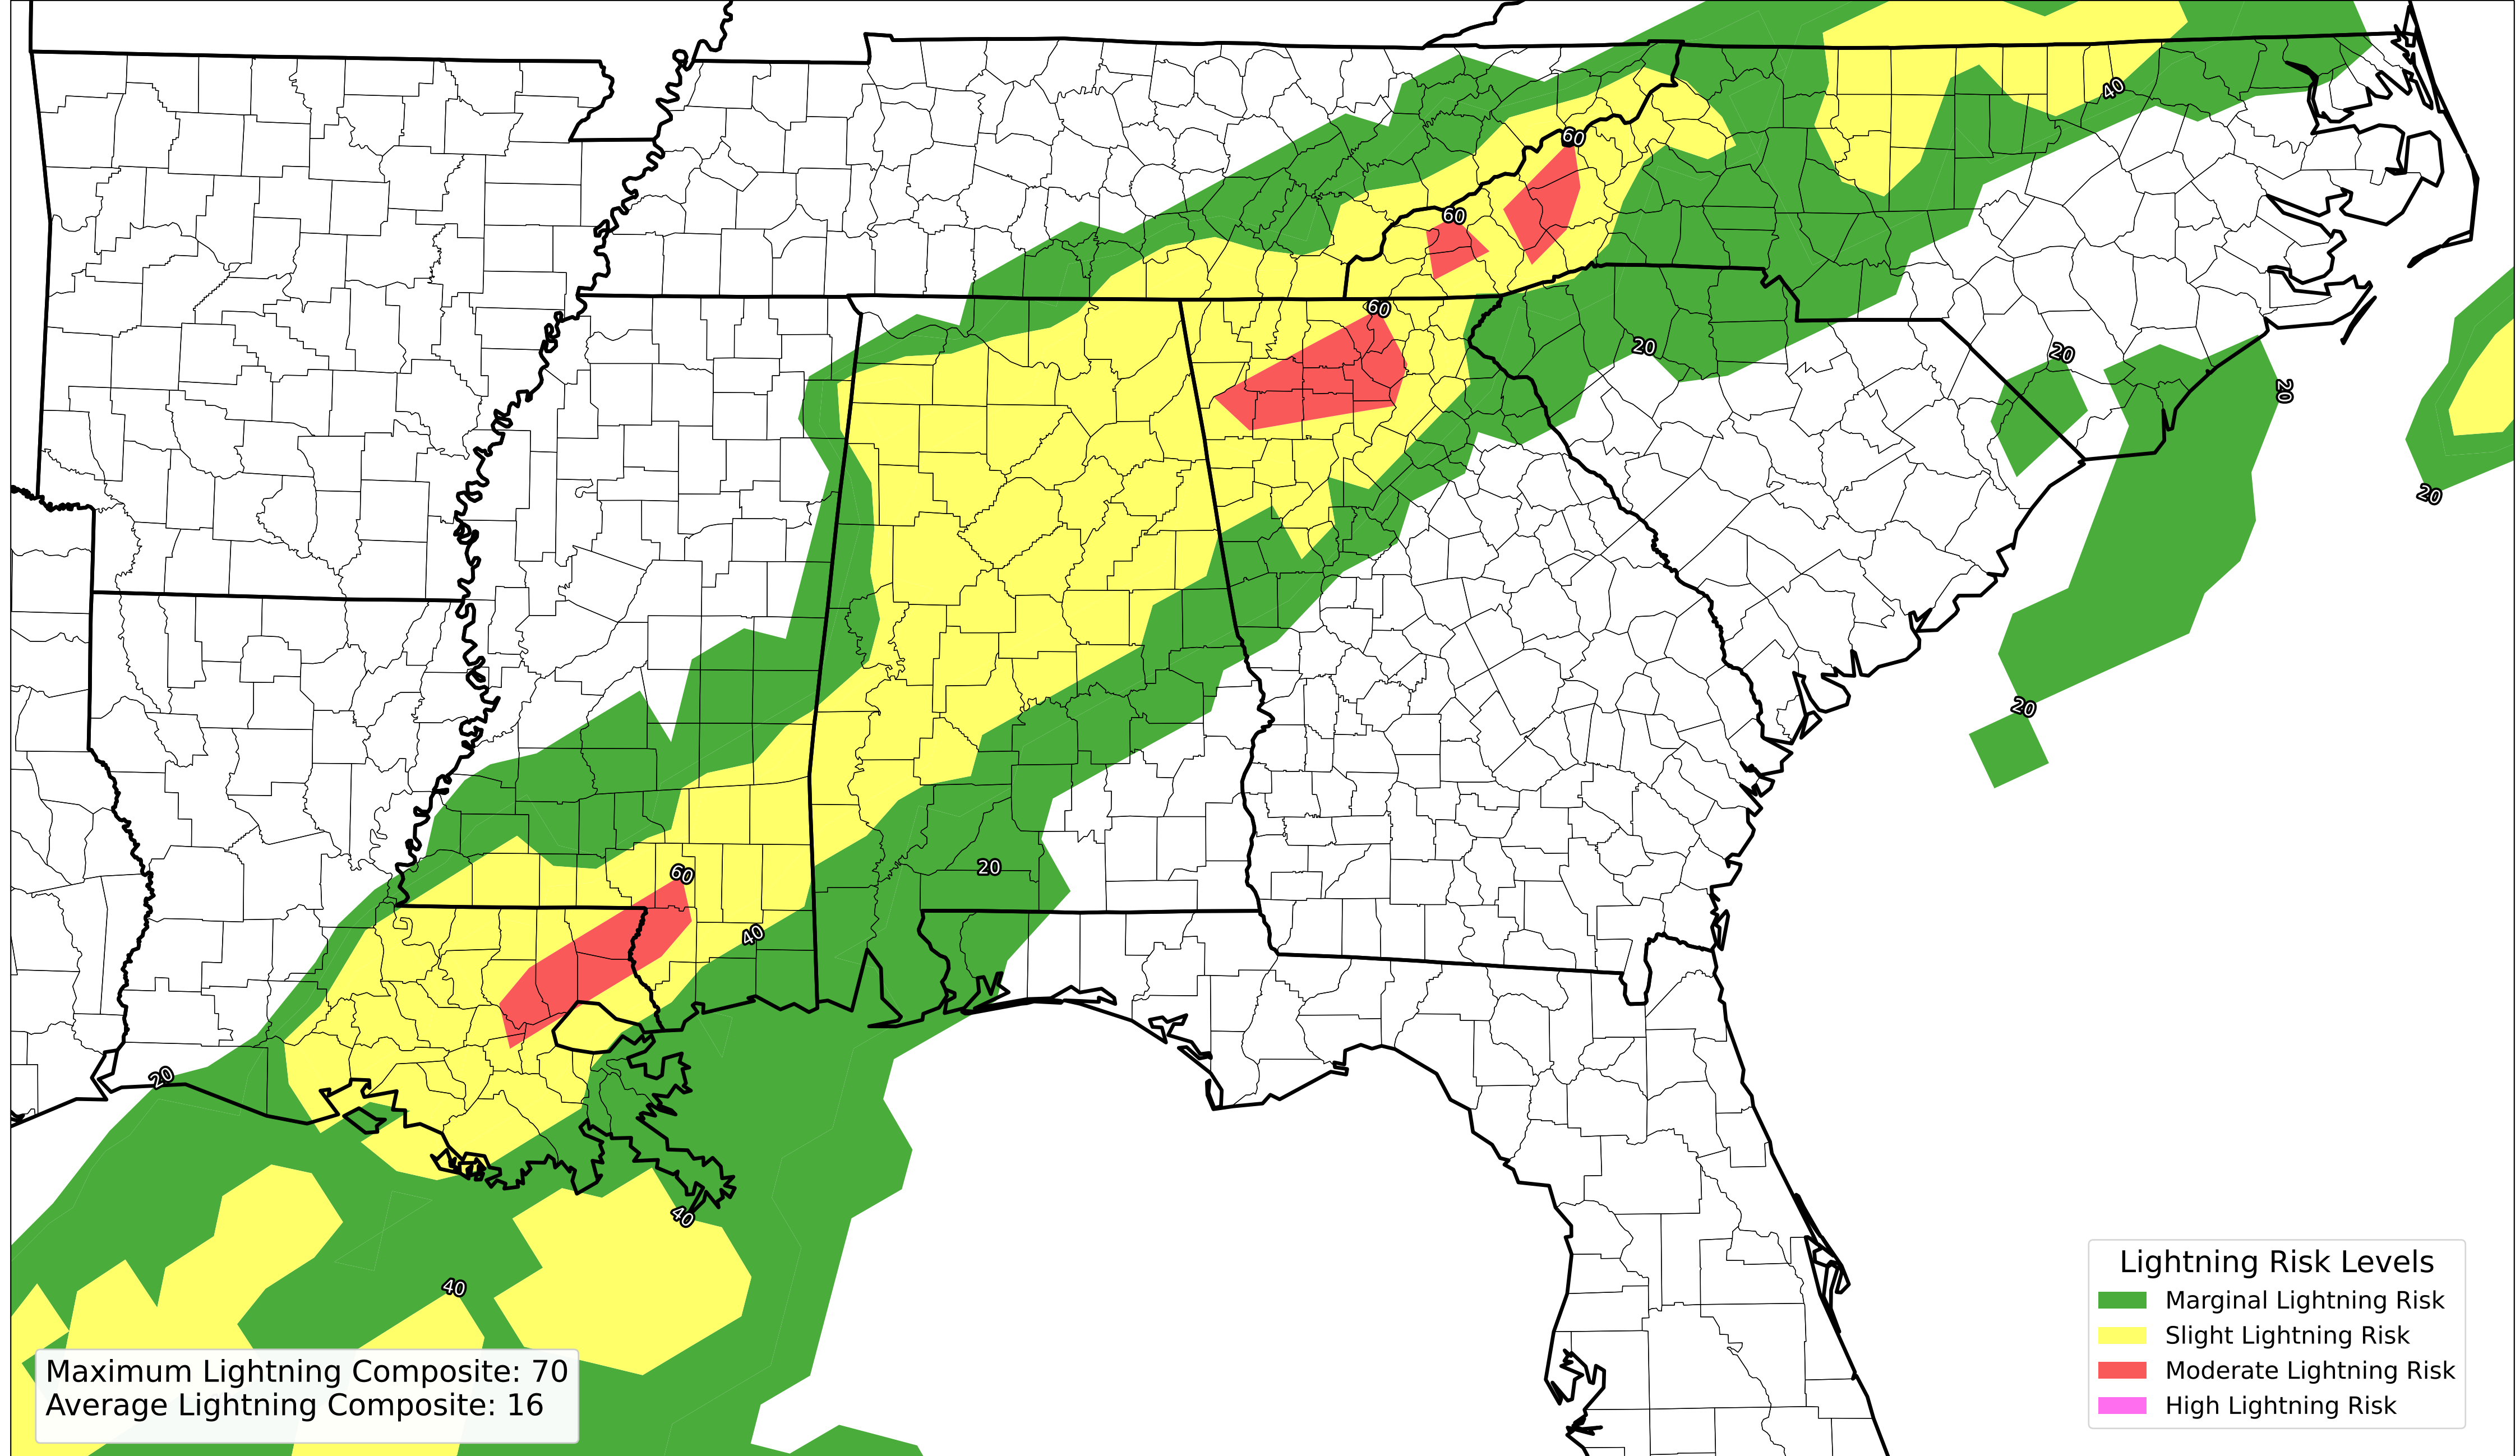 40
60
60
60
20
20
20
20
20
20
60
40
20
40
40
Lightning Risk Levels
Marginal Lightning Risk
Slight Lightning Risk
Moderate Lightning Risk
High Lightning Risk
Maximum Lightning Composite: 70
Average Lightning Composite: 16